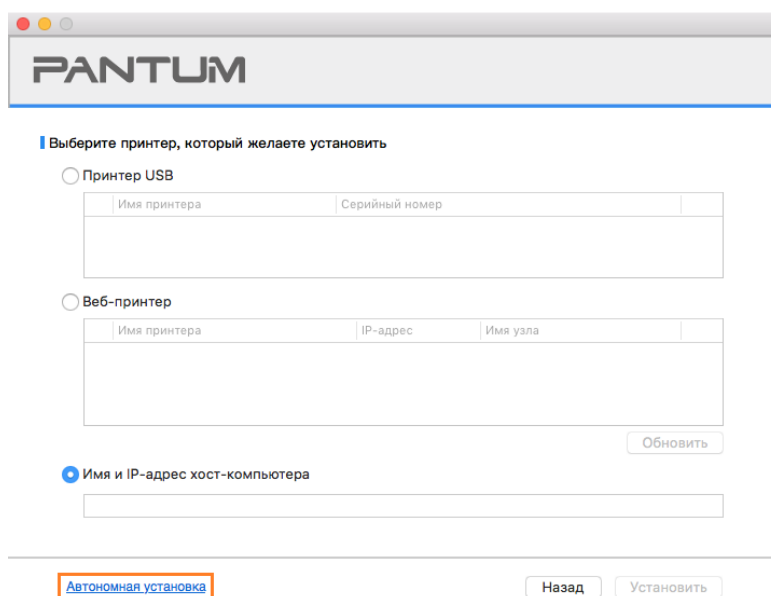 PANTUM
Выберите принтер, который желаете установить
Принтер USB
Имя принтера Серийный номер
Веб-принтер
Имя принтера IP-адрес Имя узла
Обновить
Имя и IP-адрес хост-компьютера
Автономная установка Назад Установить